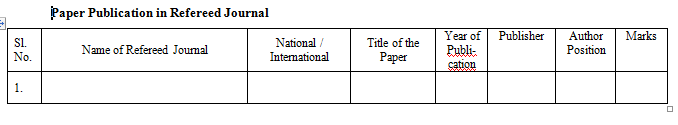 Paper Publication in Refereed Journal
Sl. No.
Name of Refereed Journal
National / International
Title of the Paper
Year of Publi- cation
Publisher
Author Position
Marks
1.